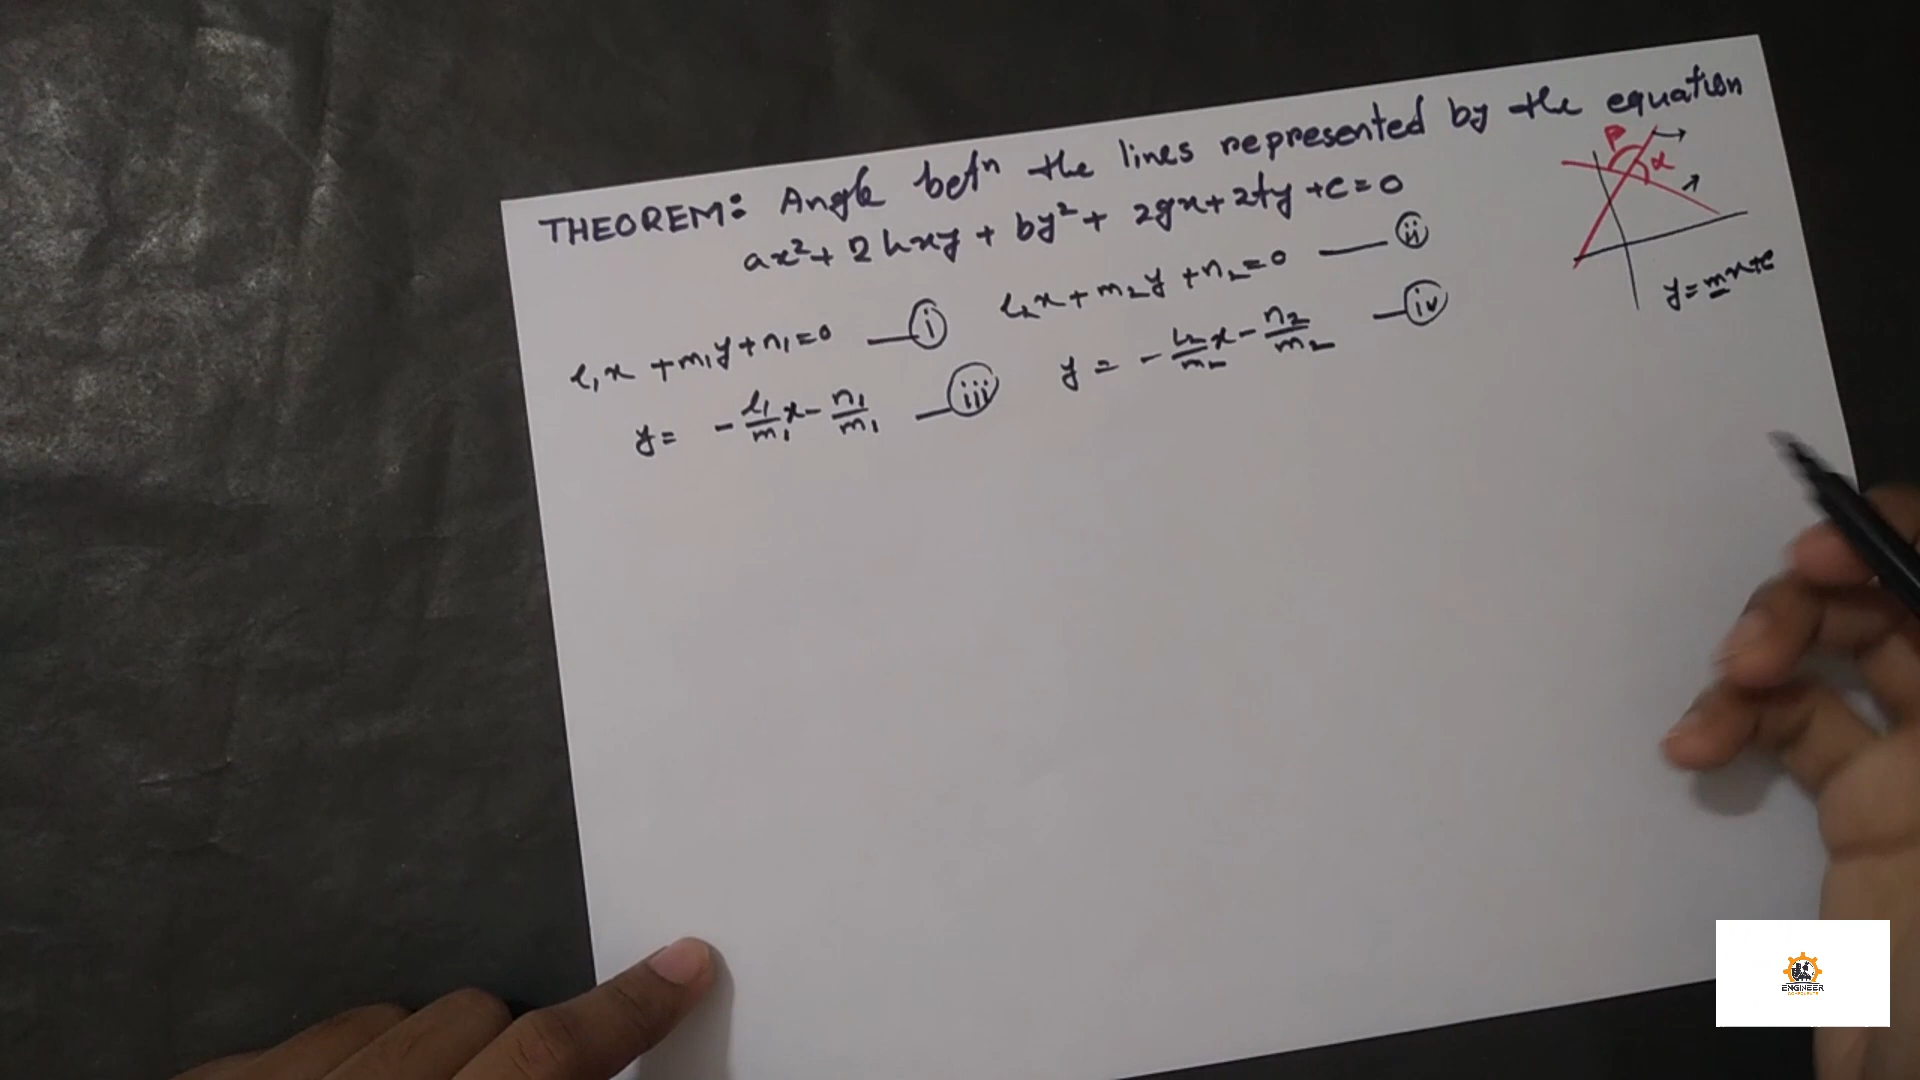 THEOREM: Angle betn the lines represented by the equation
ax² + 2hxy + by² + 2gx + 2fy + c = 0
l₁x + m₁y + n₁ = 0 — (i)
l₂x + m₂y + n₂ = 0 — (ii)
y = - l₁/m₁ x - n₁/m₁ — (iii)
y = - l₂/m₂ x - n₂/m₂ — (iv)
β
α
y = mx + c
ENGINEER